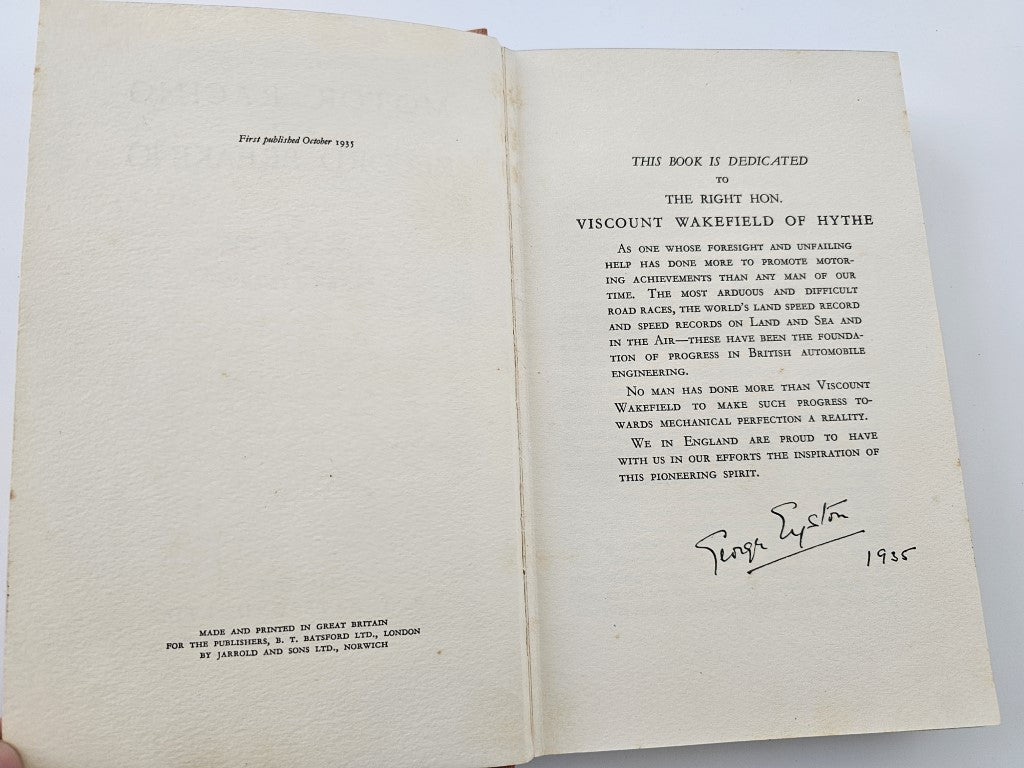 First published October 1935
MADE AND PRINTED IN GREAT BRITAIN
FOR THE PUBLISHERS, B. T. BATSFORD LTD., LONDON
BY JARROLD AND SONS LTD., NORWICH
THIS BOOK IS DEDICATED
TO
THE RIGHT HON.
VISCOUNT WAKEFIELD OF HYTHE
AS ONE WHOSE FORESIGHT AND UNFAILING
HELP HAS DONE MORE TO PROMOTE MOTOR-
ING ACHIEVEMENTS THAN ANY MAN OF OUR
TIME. THE MOST ARDUOUS AND DIFFICULT
ROAD RACES, THE WORLD'S LAND SPEED RECORD
AND SPEED RECORDS ON LAND AND SEA AND
IN THE AIR—THESE HAVE BEEN THE FOUNDA-
TION OF PROGRESS IN BRITISH AUTOMOBILE
ENGINEERING.
NO MAN HAS DONE MORE THAN VISCOUNT
WAKEFIELD TO MAKE SUCH PROGRESS TO-
WARDS MECHANICAL PERFECTION A REALITY.
WE IN ENGLAND ARE PROUD TO HAVE
WITH US IN OUR EFFORTS THE INSPIRATION OF
THIS PIONEERING SPIRIT.
George Eyston
1935